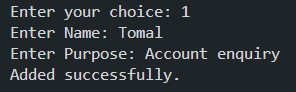 Enter your choice: 1
Enter Name: Tomal
Enter Purpose: Account enquiry
Added successfully.